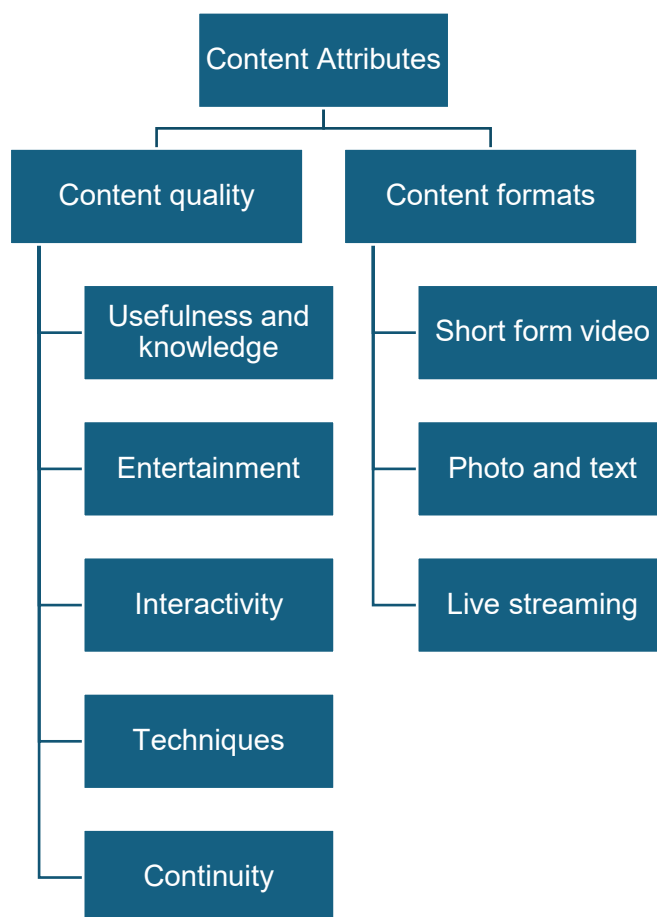 Content Attributes
Content quality
Usefulness and
knowledge
Entertainment
Interactivity
Techniques
Continuity
Content formats
Short form video
Photo and text
Live streaming